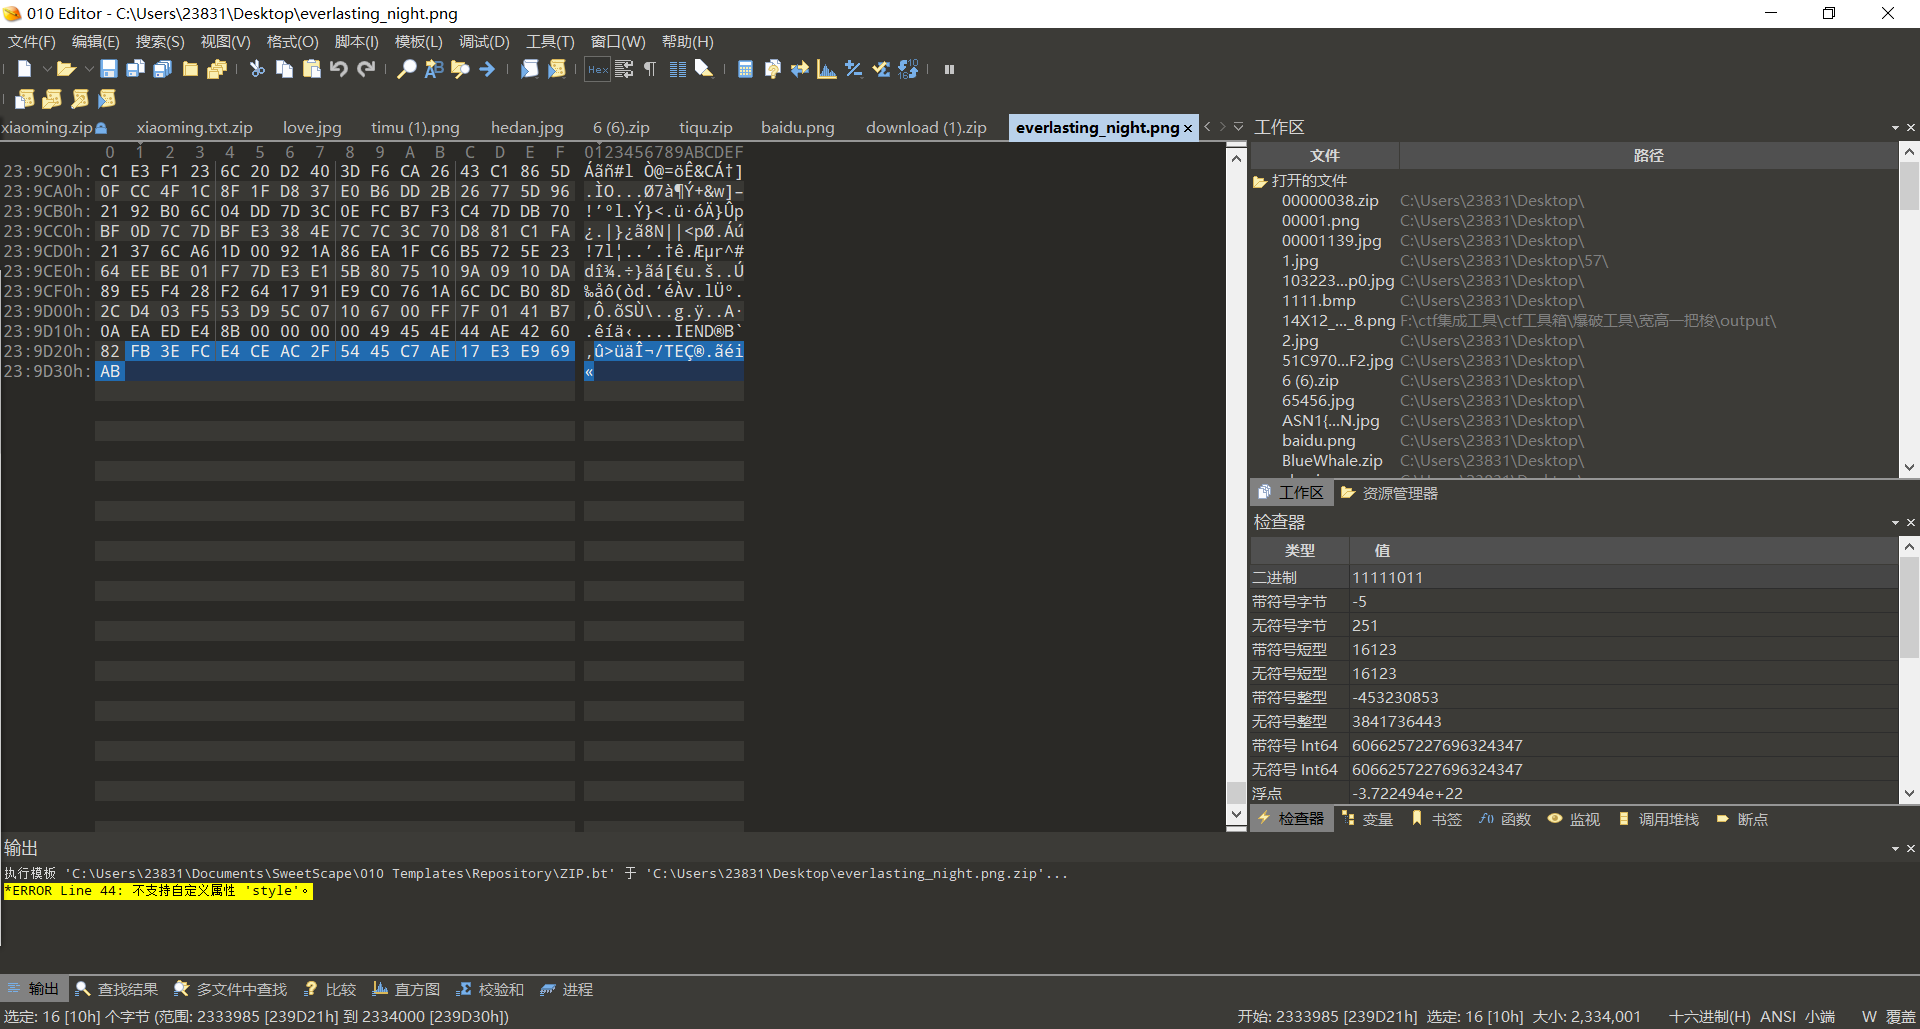 010 Editor - C:\Users\23831\Desktop\everlasting_night.png
文件(F) 编辑(E) 搜索(S) 视图(V) 格式(O) 脚本(I) 模板(L) 调试(D) 工具(T) 窗口(W) 帮助(H)
Hex
xiaoming.zip xiaoming.txt.zip love.jpg timu (1).png hedan.jpg 6 (6).zip tiqu.zip baidu.png download (1).zip everlasting_night.png
0 1 2 3 4 5 6 7 8 9 A B C D E F 0123456789ABCDEF
23:9C90h: C1 E3 F1 23 6C 20 D2 40 3D F6 CA 26 43 C1 86 5D Áãñ#l Ò@=öÊ&CÁ†]
23:9CA0h: 0F CC 4F 1C 8F 1F D8 37 E0 B6 DD 2B 26 77 5D 96 .ÌO...Ø7à¶Ý+&w]–
23:9CB0h: 21 92 B0 6C 04 DD 7D 3C 0E FC B7 F3 C4 7D DB 70 !’°l.Ý}<.ü·óÄ}Ûp
23:9CC0h: BF 0D 7C 7D BF E3 38 4E 7C 7C 3C 70 D8 81 C1 FA ¿.|}¿ã8N||<pØ.Áú
23:9CD0h: 21 37 6C A6 1D 00 92 1A 86 EA 1F C6 B5 72 5E 23 !7l¦..’.†ê.Æµr^#
23:9CE0h: 64 EE BE 01 F7 7D E3 E1 5B 80 75 10 9A 09 10 DA dî¾.÷}ãá[€u.š..Ú
23:9CF0h: 89 E5 F4 28 F2 64 17 91 E9 C0 76 1A 6C DC B0 8D ‰åô(òd.‘éÀv.lÜ°.
23:9D00h: 2C D4 03 F5 53 D9 5C 07 10 67 00 FF 7F 01 41 B7 ,Ô.õSÙ\..g.ÿ..A·
23:9D10h: 0A EA ED E4 8B 00 00 00 00 49 45 4E 44 AE 42 60 .êíä‹....IEND®B`
23:9D20h: 82 FB 3E FC E4 CE AC 2F 54 45 C7 AE 17 E3 E9 69 ‚û>üäÎ¬/TEÇ®.ãéi
23:9D30h: AB «
工作区
文件 路径
打开的文件
00000038.zip C:\Users\23831\Desktop\
00001.png C:\Users\23831\Desktop\
00001139.jpg C:\Users\23831\Desktop\
1.jpg C:\Users\23831\Desktop\57\
103223...p0.jpg C:\Users\23831\Desktop\
1111.bmp C:\Users\23831\Desktop\
14X12_..._8.png F:\ctf集成工具\ctf工具箱\爆破工具\宽高一把梭\output\
2.jpg C:\Users\23831\Desktop\
51C970...F2.jpg C:\Users\23831\Desktop\
6 (6).zip C:\Users\23831\Desktop\
65456.jpg C:\Users\23831\Desktop\
ASN1{...N.jpg C:\Users\23831\Desktop\
baidu.png C:\Users\23831\Desktop\
BlueWhale.zip C:\Users\23831\Desktop\
工作区 资源管理器
检查器
类型 值
二进制 11111011
带符号字节 -5
无符号字节 251
带符号短型 16123
无符号短型 16123
带符号整型 -453230853
无符号整型 3841736443
带符号 Int64 6066257227696324347
无符号 Int64 6066257227696324347
浮点 -3.722494e+22
检查器 变量 书签 函数 监视 调用堆栈 断点
输出
执行模板 'C:\Users\23831\Documents\SweetScape\010 Templates\Repository\ZIP.bt' 于 'C:\Users\23831\Desktop\everlasting_night.png.zip'...
*ERROR Line 44: 不支持自定义属性 'style'。
输出 查找结果 多文件中查找 比较 直方图 校验和 进程
选定: 16 [10h] 个字节 (范围: 2333985 [239D21h] 到 2334000 [239D30h])
开始: 2333985 [239D21h] 选定: 16 [10h] 大小: 2,334,001 十六进制(H) ANSI 小端 W 覆盖